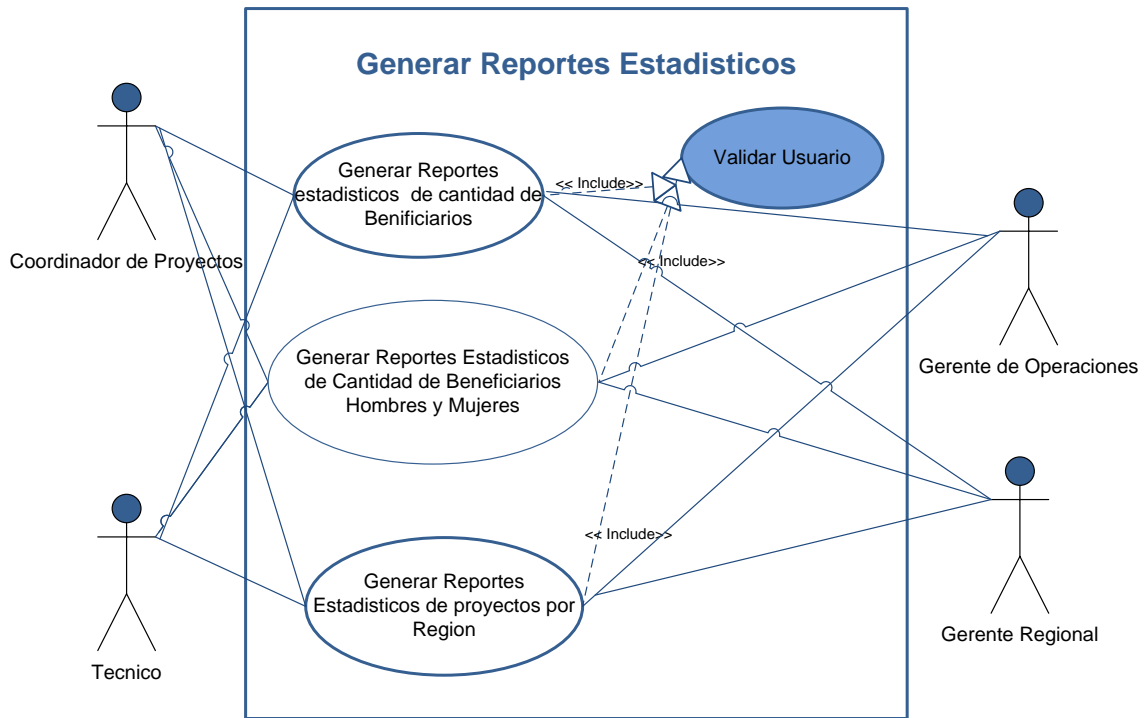 Generar Reportes Estadisticos
Validar Usuario
Generar Reportes
estadisticos de cantidad de
Benificiarios
<< Include>>
Coordinador de Proyectos
<< Include>>
Generar Reportes Estadisticos
de Cantidad de Beneficiarios
Hombres y Mujeres
Gerente de Operaciones
<< Include>>
Generar Reportes
Estadisticos de proyectos por
Region
Gerente Regional
Tecnico